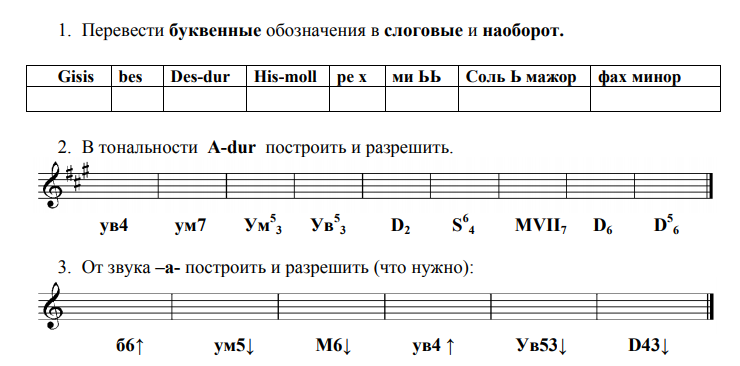 1. Перевести буквенные обозначения в слоговые и наоборот.
Gisis bes Des-dur His-moll ре x ми ЬЬ Соль Ь мажор фах минор
2. В тональности A-dur построить и разрешить.
ув4 ум7 Ум⁵₃ Ув⁵₃ D₂ S⁶₄ MVII₇ D₆ D⁵₆
3. От звука –а- построить и разрешить (что нужно):
б6↑ ум5↓ М6↓ ув4 ↑ Ув53↓ D43↓